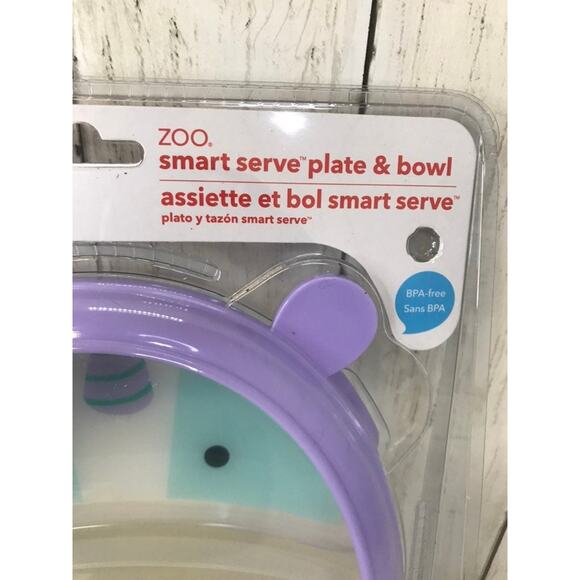 ZOO®
smart serve™ plate & bowl
assiette et bol smart serve™
plato y tazón smart serve™
BPA-free
Sans BPA